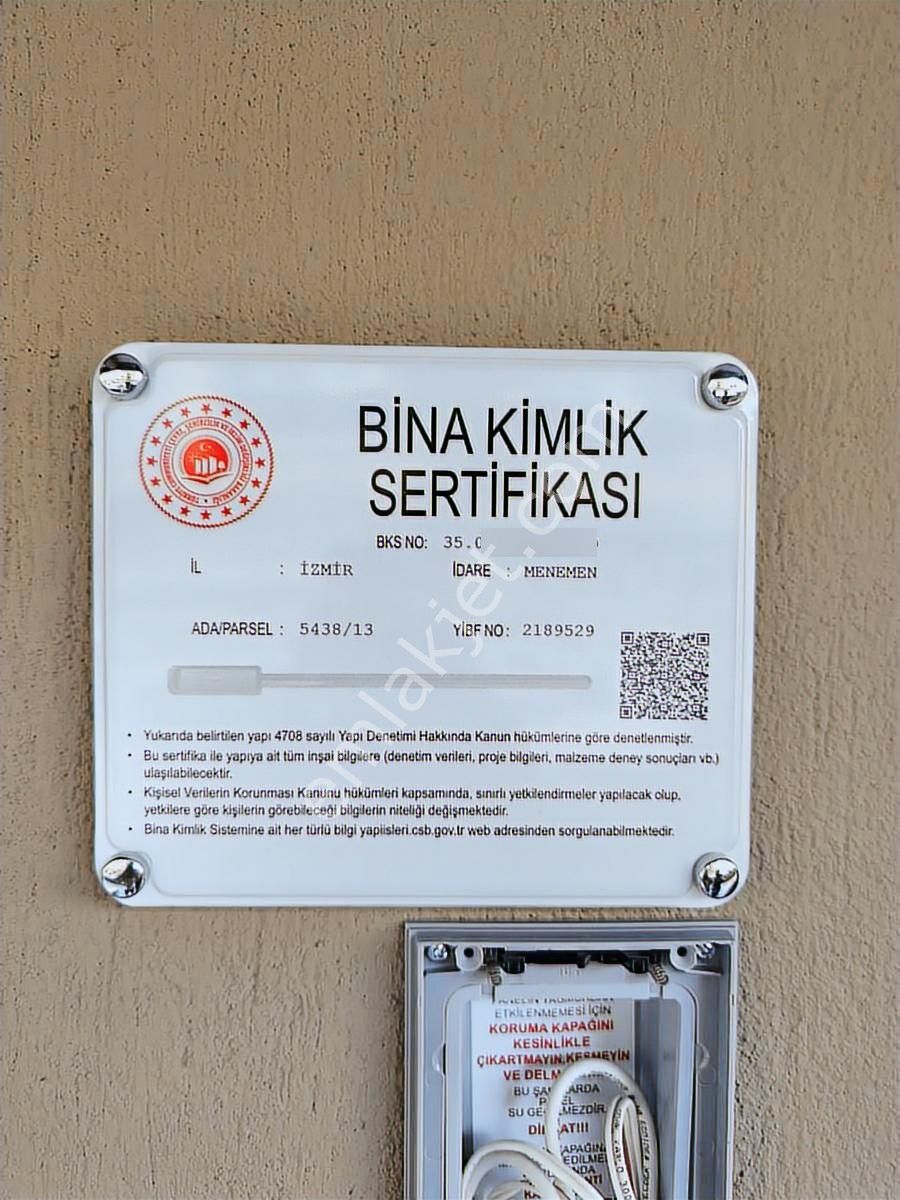 BİNA KİMLİK
SERTİFİKASI
BKS NO: 35.0
İL : İZMİR İDARE : MENEMEN
ADA/PARSEL : 5438/13 YİBF NO: 2189529
• Yukarıda belirtilen yapı 4708 sayılı Yapı Denetimi Hakkında Kanun hükümlerine göre denetlenmiştir.
• Bu sertifika ile yapıya ait tüm inşai bilgilere (denetim verileri, proje bilgileri, malzeme deney sonuçları vb.)
ulaşılabilecektir.
• Kişisel Verilerin Korunması Kanunu hükümleri kapsamında, sınırlı yetkilendirmeler yapılacak olup,
yetkilere göre kişilerin görebileceği bilgilerin niteliği değişmektedir.
• Bina Kimlik Sistemine ait her türlü bilgi yapiisleri.csb.gov.tr web adresinden sorgulanabilmektedir.
emlakjet.com
ETKİLENMEMESİ İÇİN
KORUMA KAPAĞINI
KESİNLİKLE
ÇIKARTMAYIN,KESMEYİN
VE
BU
SU